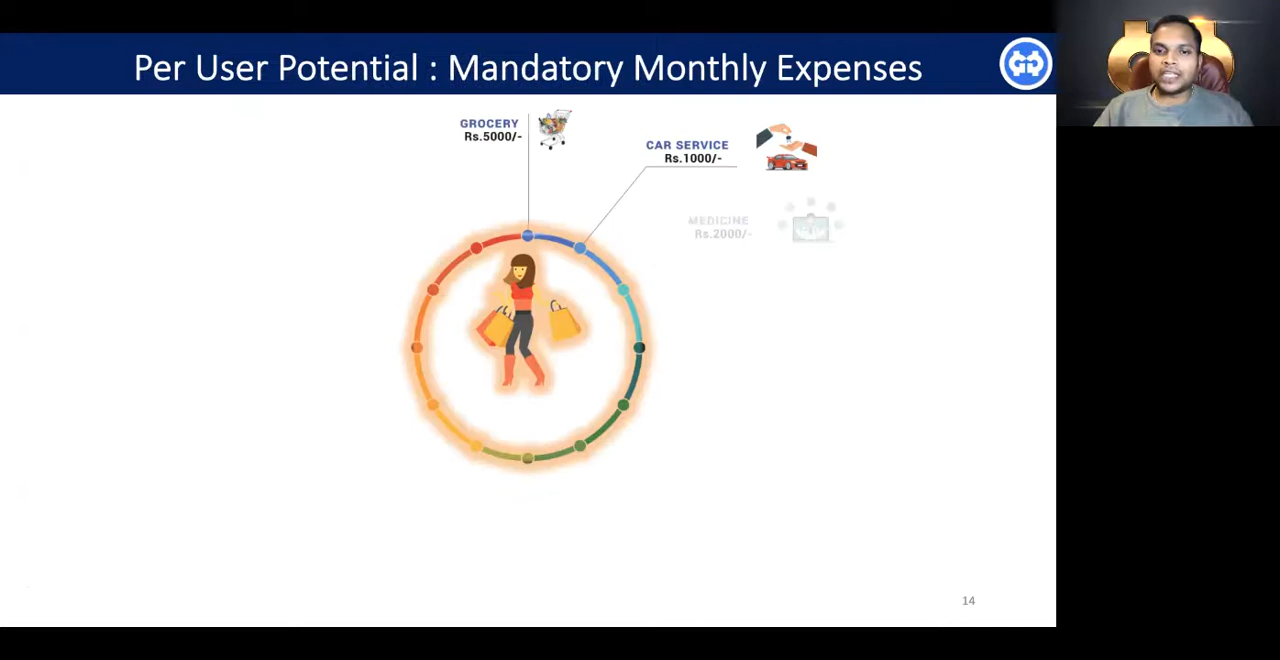 Per User Potential : Mandatory Monthly Expenses
GROCERY
Rs.5000/-
CAR SERVICE
Rs.1000/-
MEDICINE
Rs.2000/-
14